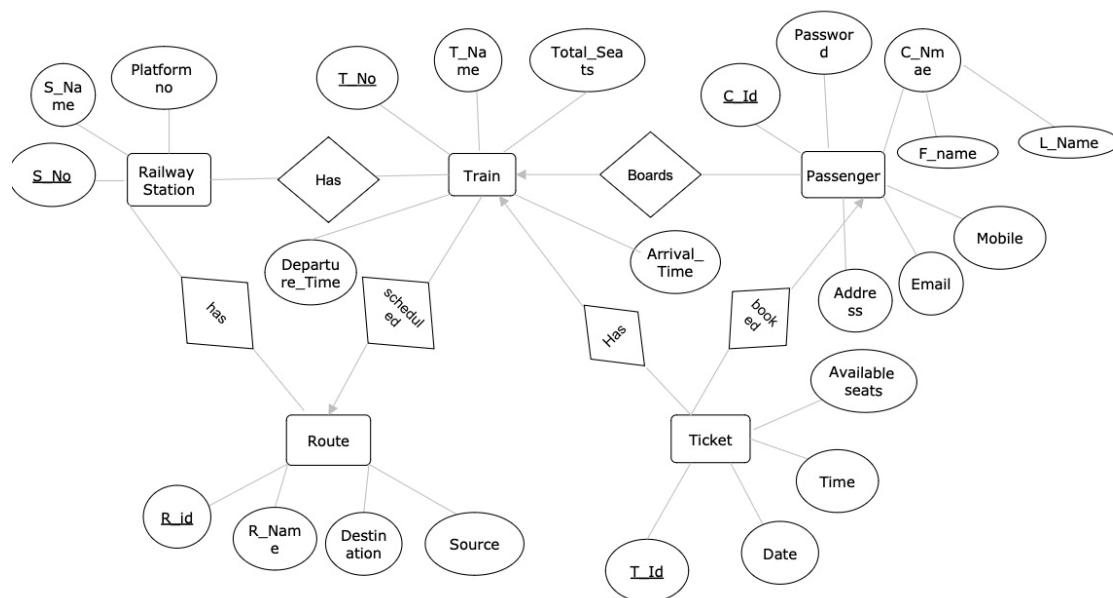 Passwor
d
C_Nm
ae
S_Na
me
Platform
no
T_No
T_Na
me
Total_Sea
ts
C_Id
F_name
L_Name
S_No
Railway
Station
Has
Train
Boards
Passenger
Mobile
Departu
re_Time
Arrival_
Time
Addre
ss
Email
has
schedul
ed
Has
book
ed
Available
seats
Route
Ticket
Time
R_id
R_Nam
e
Destin
ation
Source
T_Id
Date